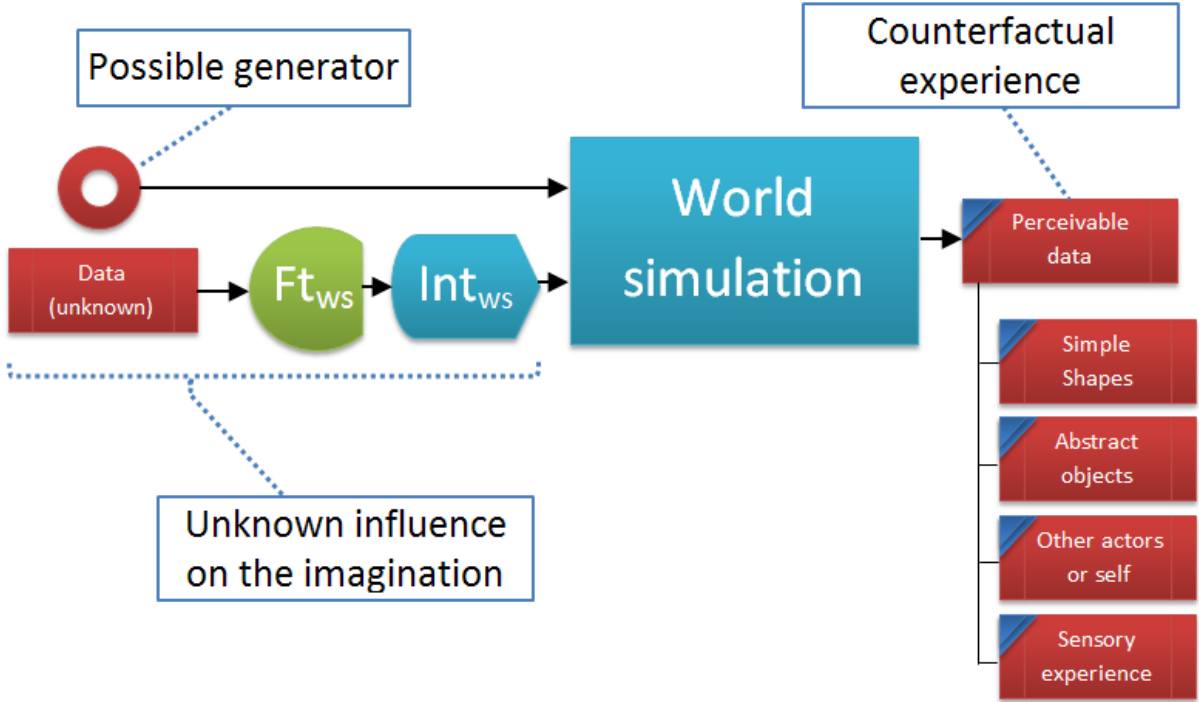 Possible generator
Counterfactual
experience
World
simulation
Perceivable
data
Data
(unknown)
Ftws
Intws
Simple
Shapes
Abstract
objects
Other actors
or self
Sensory
experience
Unknown influence
on the imagination